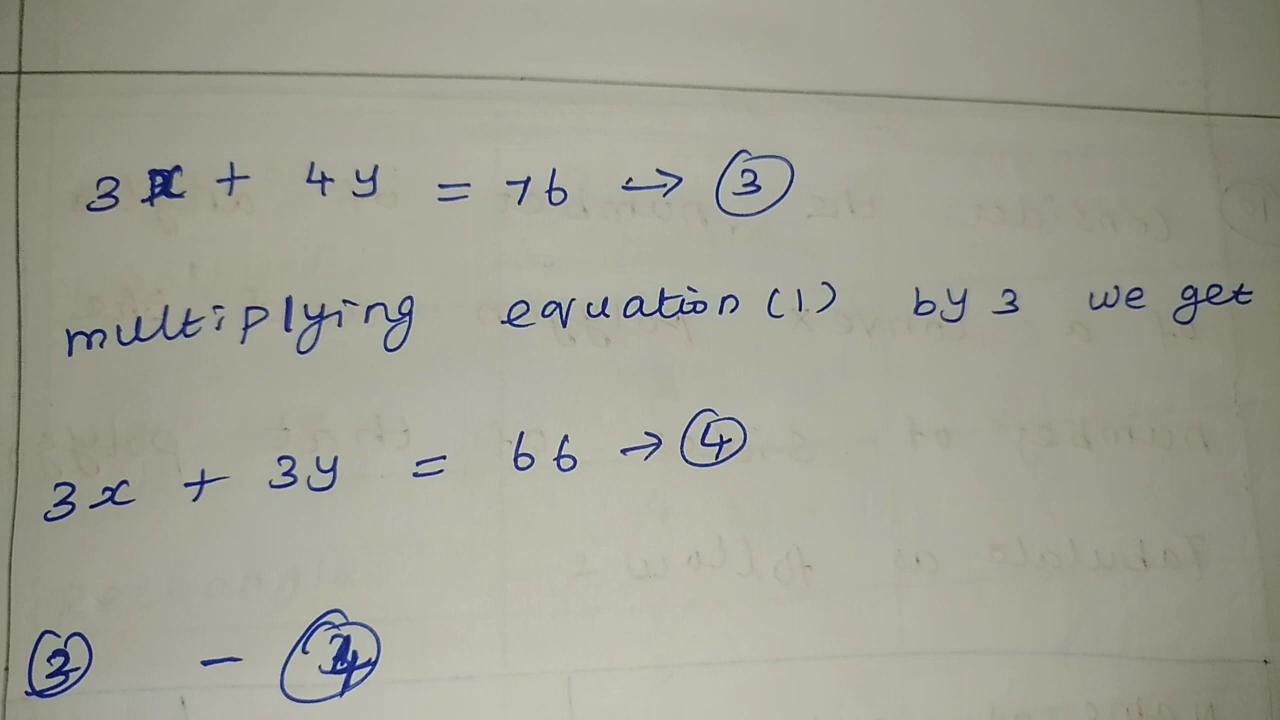 3x + 4y = 76 → ③
multiplying equation (1) by 3 we get
3x + 3y = 66 → ④
③ - ④